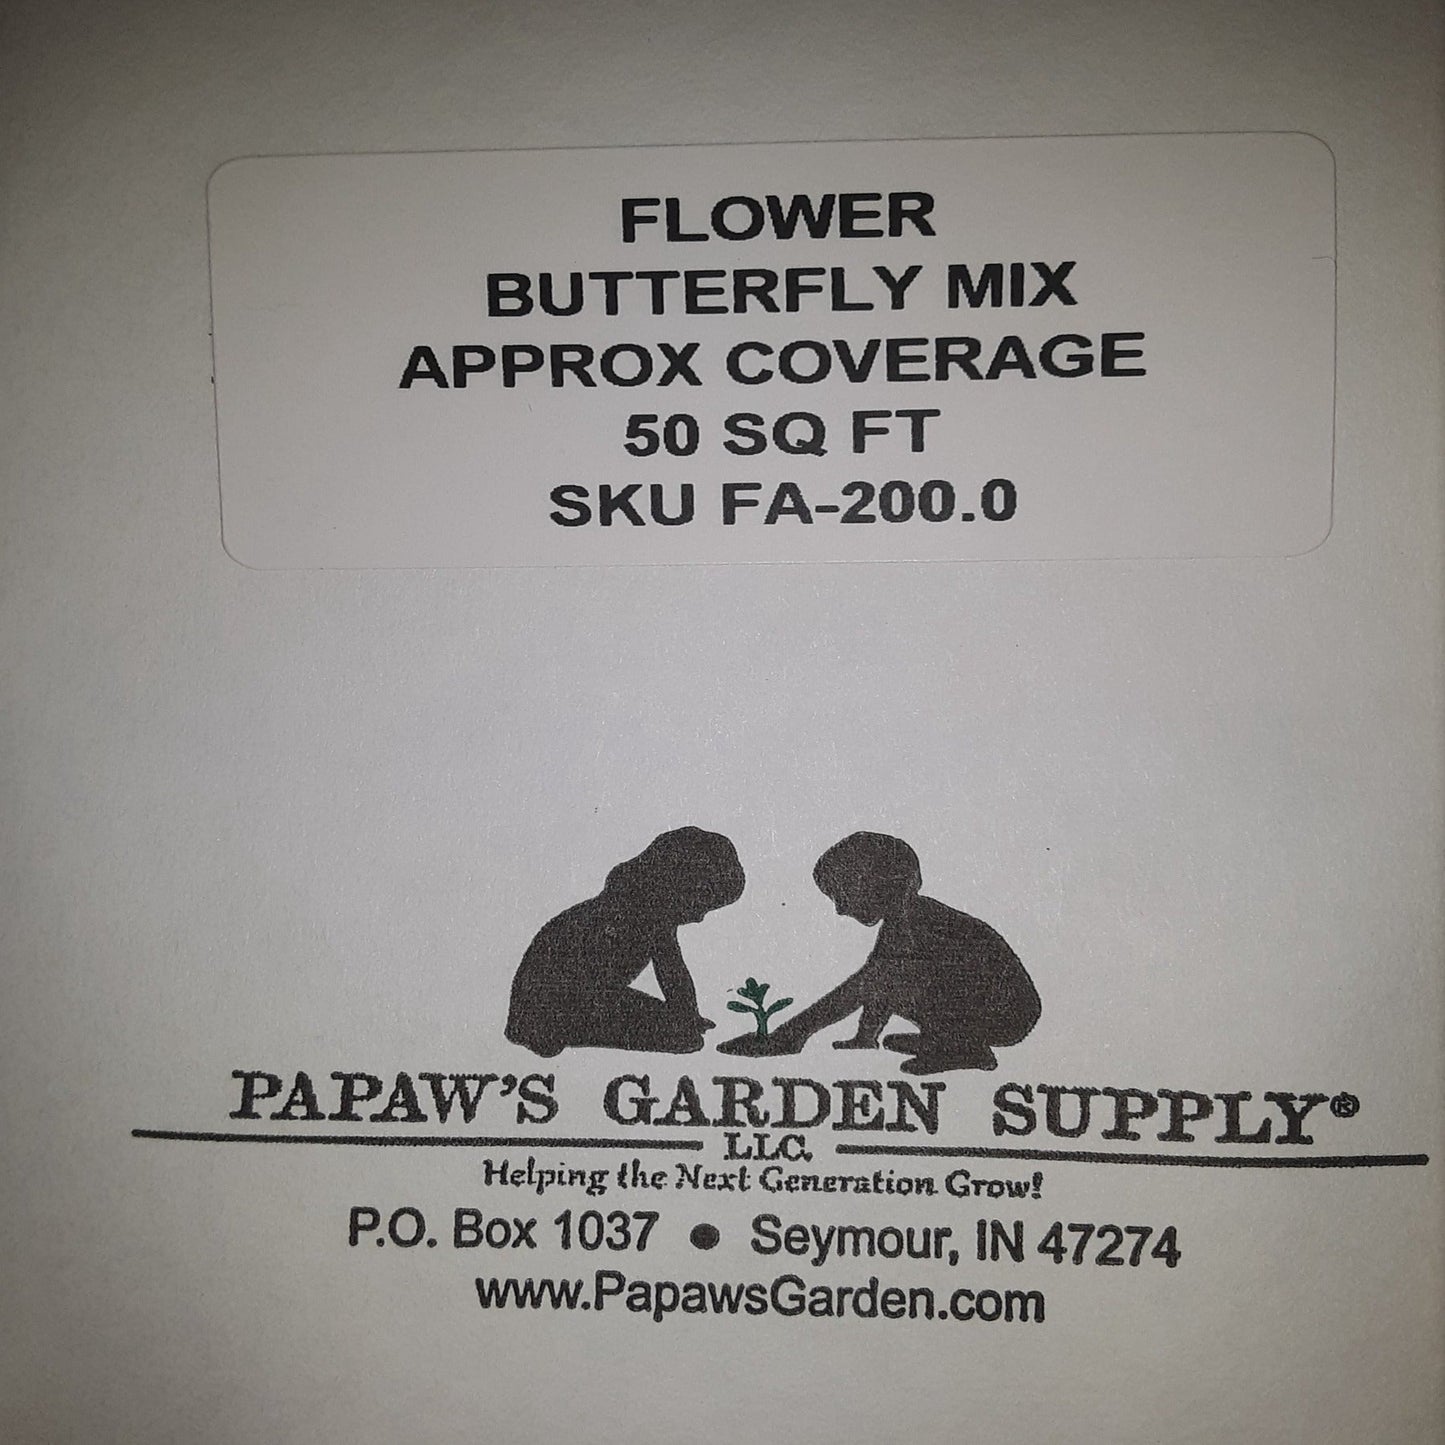 FLOWER
BUTTERFLY MIX
APPROX COVERAGE
50 SQ FT
SKU FA-200.0
PAPAW'S GARDEN SUPPLY®
LLC.
Helping the Next Generation Grow!
P.O. Box 1037 ● Seymour, IN 47274
www.PapawsGarden.com